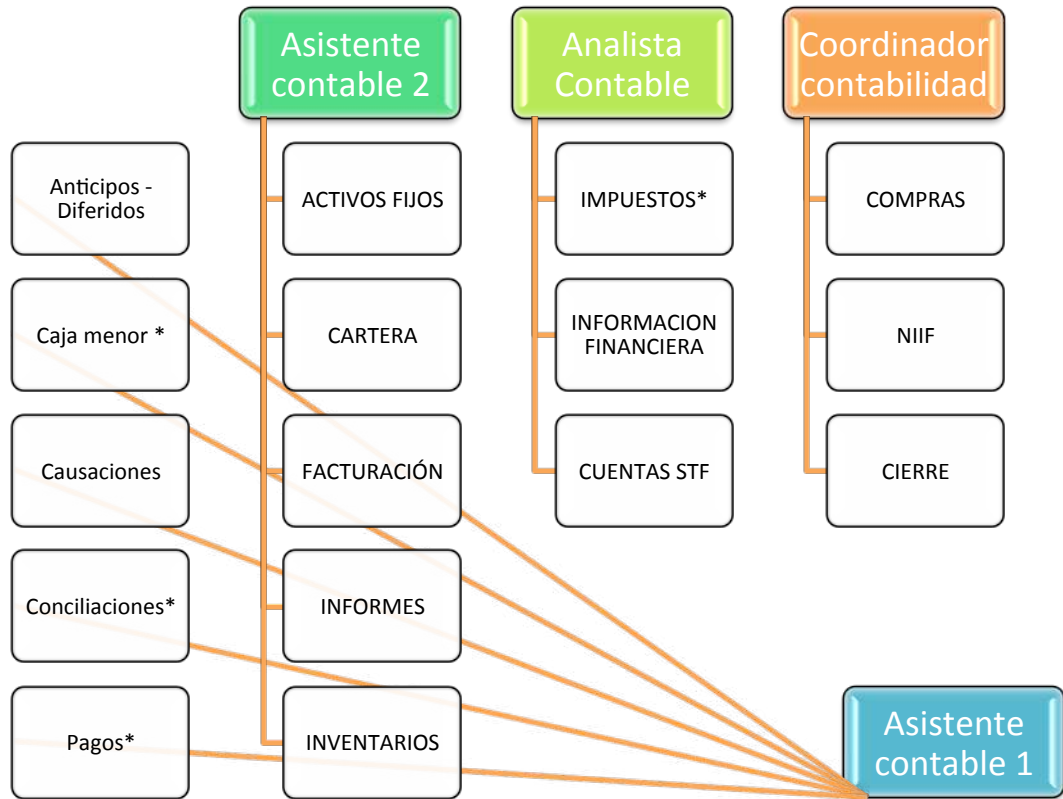 Asistente
contable 2
Analista
Contable
Coordinador
contabilidad
Anticipos -
Diferidos
ACTIVOS FIJOS
IMPUESTOS*
COMPRAS
Caja menor *
CARTERA
INFORMACION
FINANCIERA
NIIF
Causaciones
FACTURACIÓN
CUENTAS STF
CIERRE
Conciliaciones*
INFORMES
Pagos*
INVENTARIOS
Asistente
contable 1